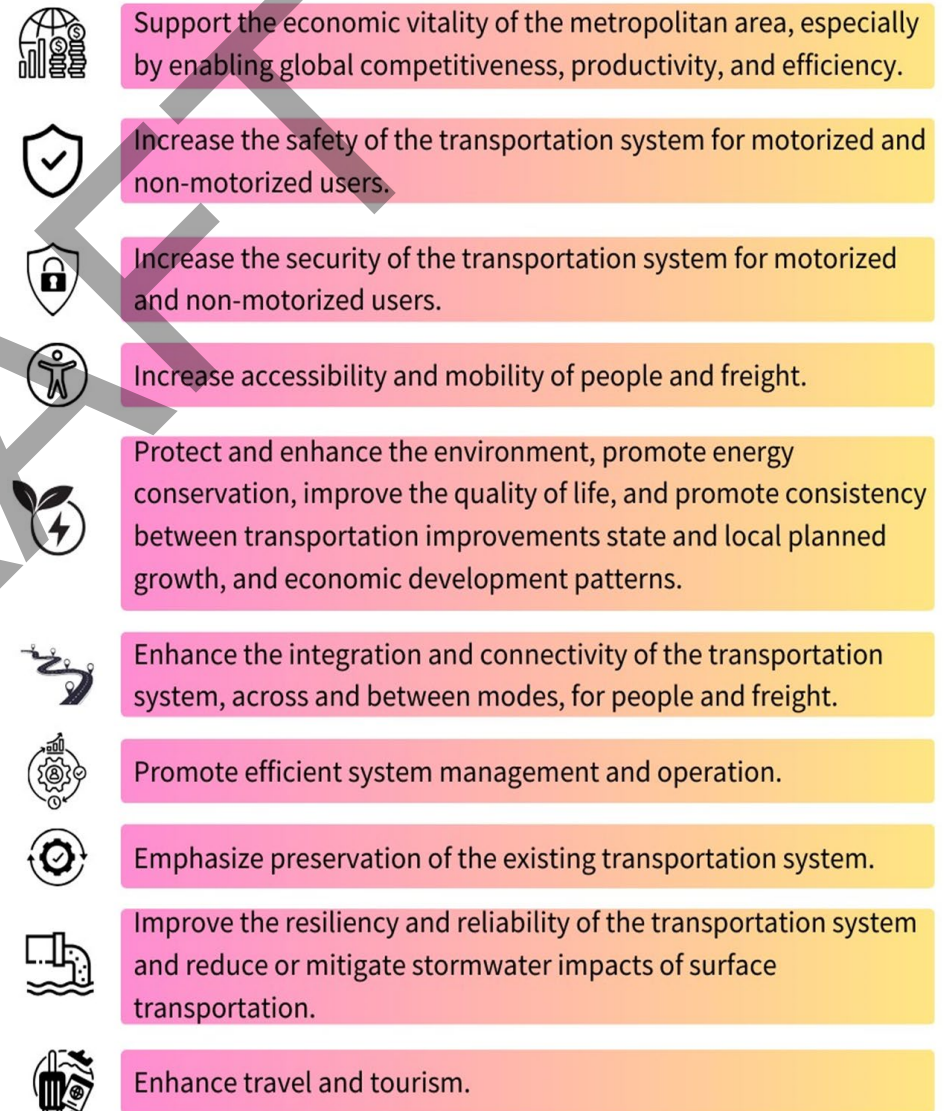 Support the economic vitality of the metropolitan area, especially
by enabling global competitiveness, productivity, and efficiency.
Increase the safety of the transportation system for motorized and
non-motorized users.
Increase the security of the transportation system for motorized
and non-motorized users.
Increase accessibility and mobility of people and freight.
Protect and enhance the environment, promote energy
conservation, improve the quality of life, and promote consistency
between transportation improvements state and local planned
growth, and economic development patterns.
Enhance the integration and connectivity of the transportation
system, across and between modes, for people and freight.
Promote efficient system management and operation.
Emphasize preservation of the existing transportation system.
Improve the resiliency and reliability of the transportation system
and reduce or mitigate stormwater impacts of surface
transportation.
Enhance travel and tourism.
AFT